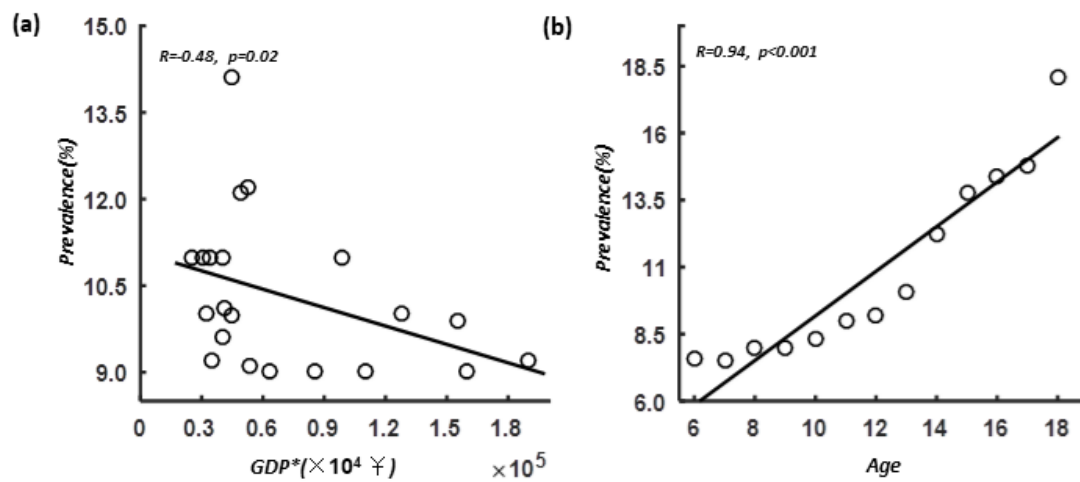 (a)
R=-0.48, p=0.02
Prevalence(%)
15.0
13.5
12.0
10.5
9.0
0 0.3 0.6 0.9 1.2 1.5 1.8
GDP*(×10⁴ ¥)
×10⁵
(b)
R=0.94, p<0.001
Prevalence(%)
18.5
16
13.5
11
8.5
6.0
6 8 10 12 14 16 18
Age